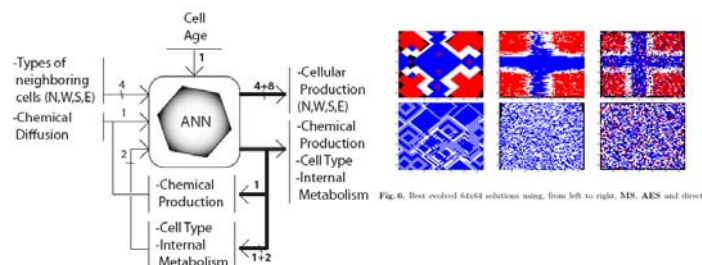 Cell
Age
1
-Types of
neighboring
cells (N,W,S,E)
-Chemical
Diffusion
4
1
2
ANN
4+8
-Cellular
Production
(N,W,S,E)
-Chemical
Production
-Cell Type
-Internal
Metabolism
-Chemical
Production
1
-Cell Type
-Internal
Metabolism
1+2
Fig. 6. Best evolved 64x64 solutions using, from left to right, MS, AES and direct